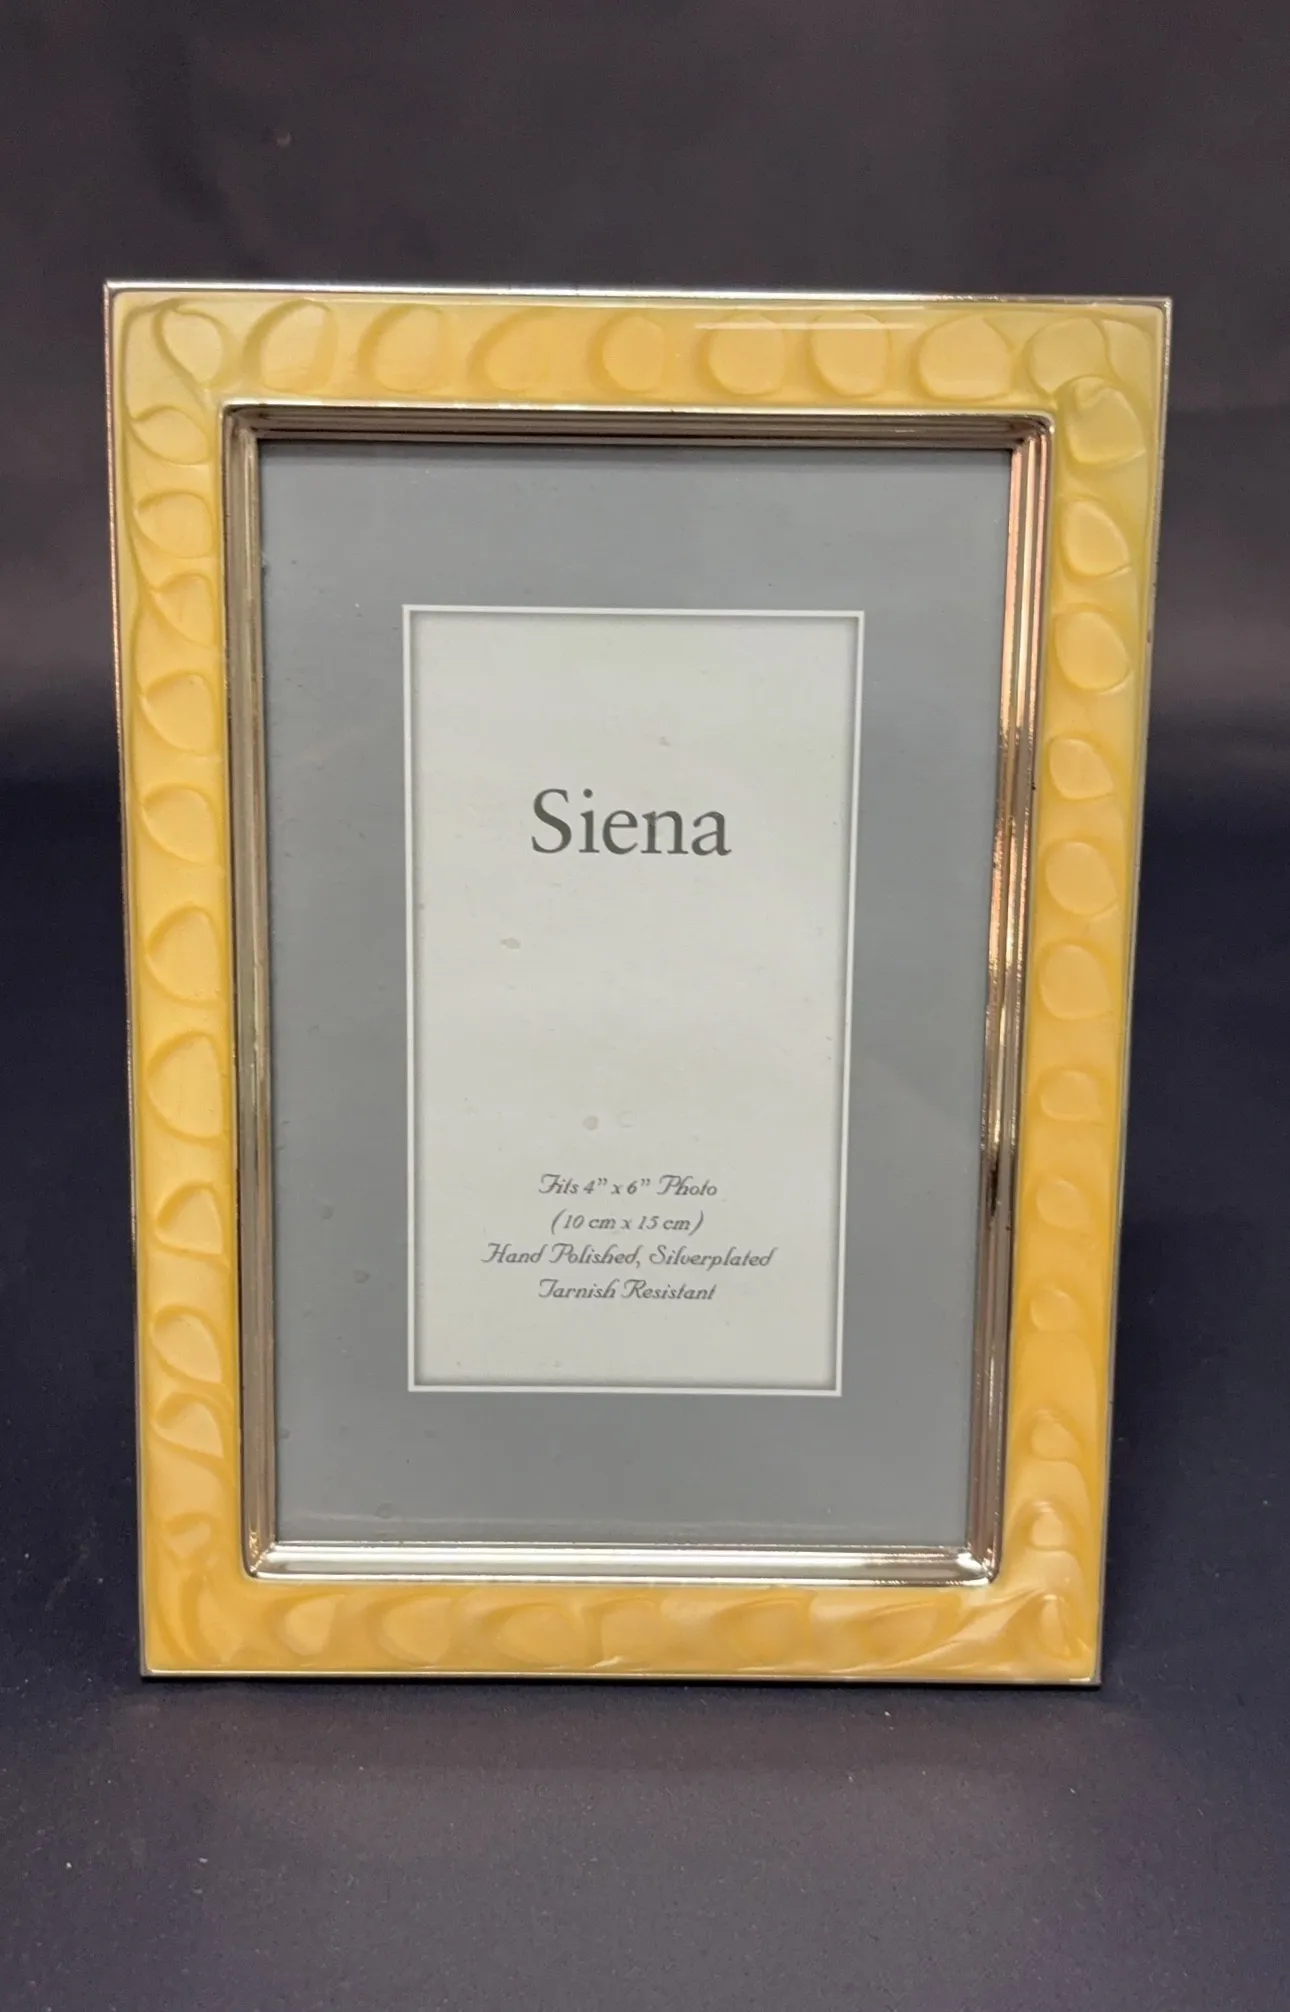 Siena
Fits 4" x 6" Photo
(10 cm x 15 cm)
Hand Polished, Silverplated
Tarnish Resistant